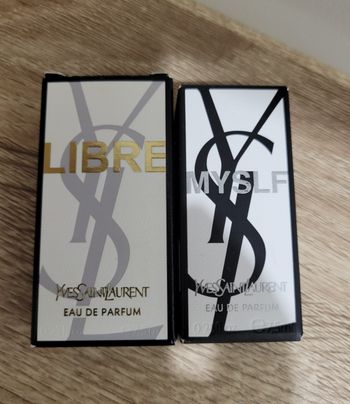 LIBRE
YVESSAINTLAURENT
EAU DE PARFUM
MYSLF
YVESSAINTLAURENT
EAU DE PARFUM